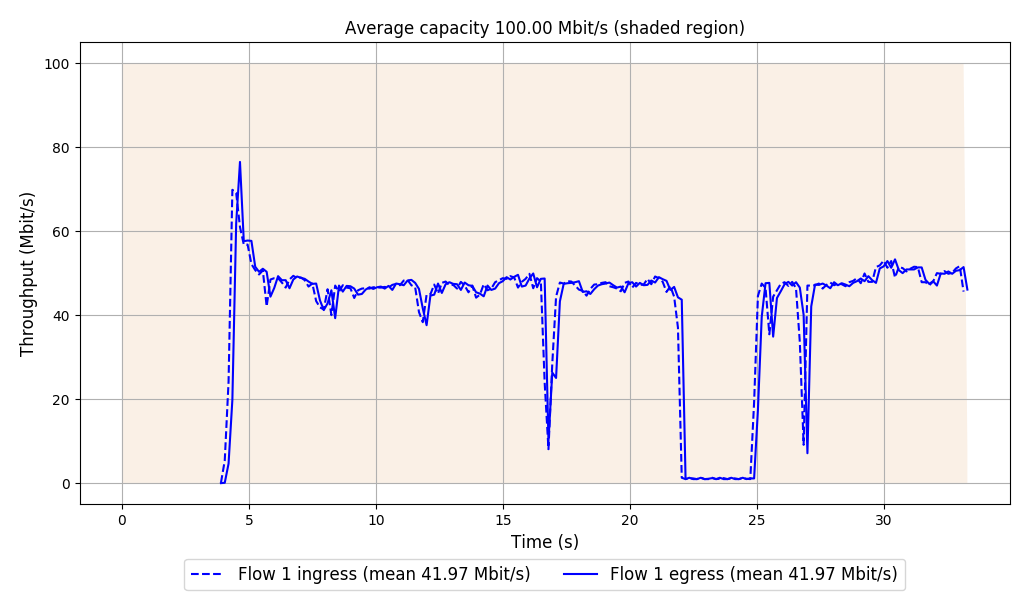 Average capacity 100.00 Mbit/s (shaded region)
Throughput (Mbit/s)
100
80
60
40
20
0
0 5 10 15 20 25 30
Time (s)
Flow 1 ingress (mean 41.97 Mbit/s) Flow 1 egress (mean 41.97 Mbit/s)